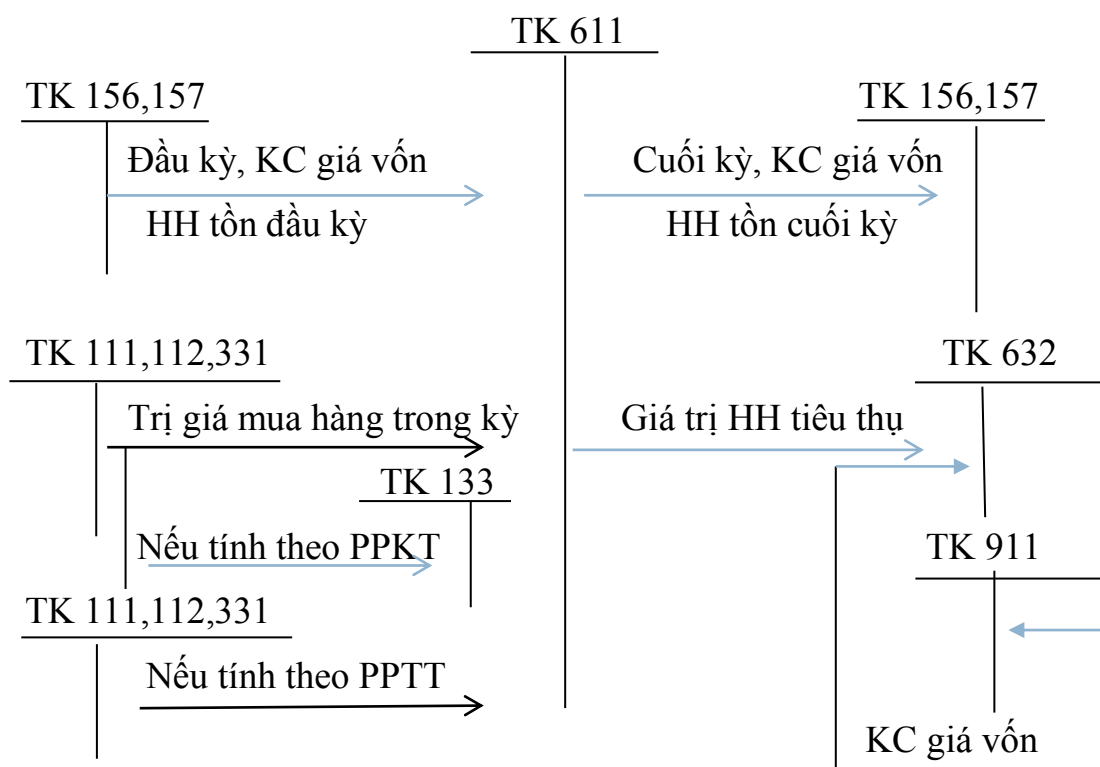 TK 611
TK 156,157
TK 156,157
Đầu kỳ, KC giá vốn
Cuối kỳ, KC giá vốn
HH tồn đầu kỳ
HH tồn cuối kỳ
TK 111,112,331
TK 632
Trị giá mua hàng trong kỳ
Giá trị HH tiêu thụ
TK 133
Nếu tính theo PPKT
TK 911
TK 111,112,331
Nếu tính theo PPTT
KC giá vốn